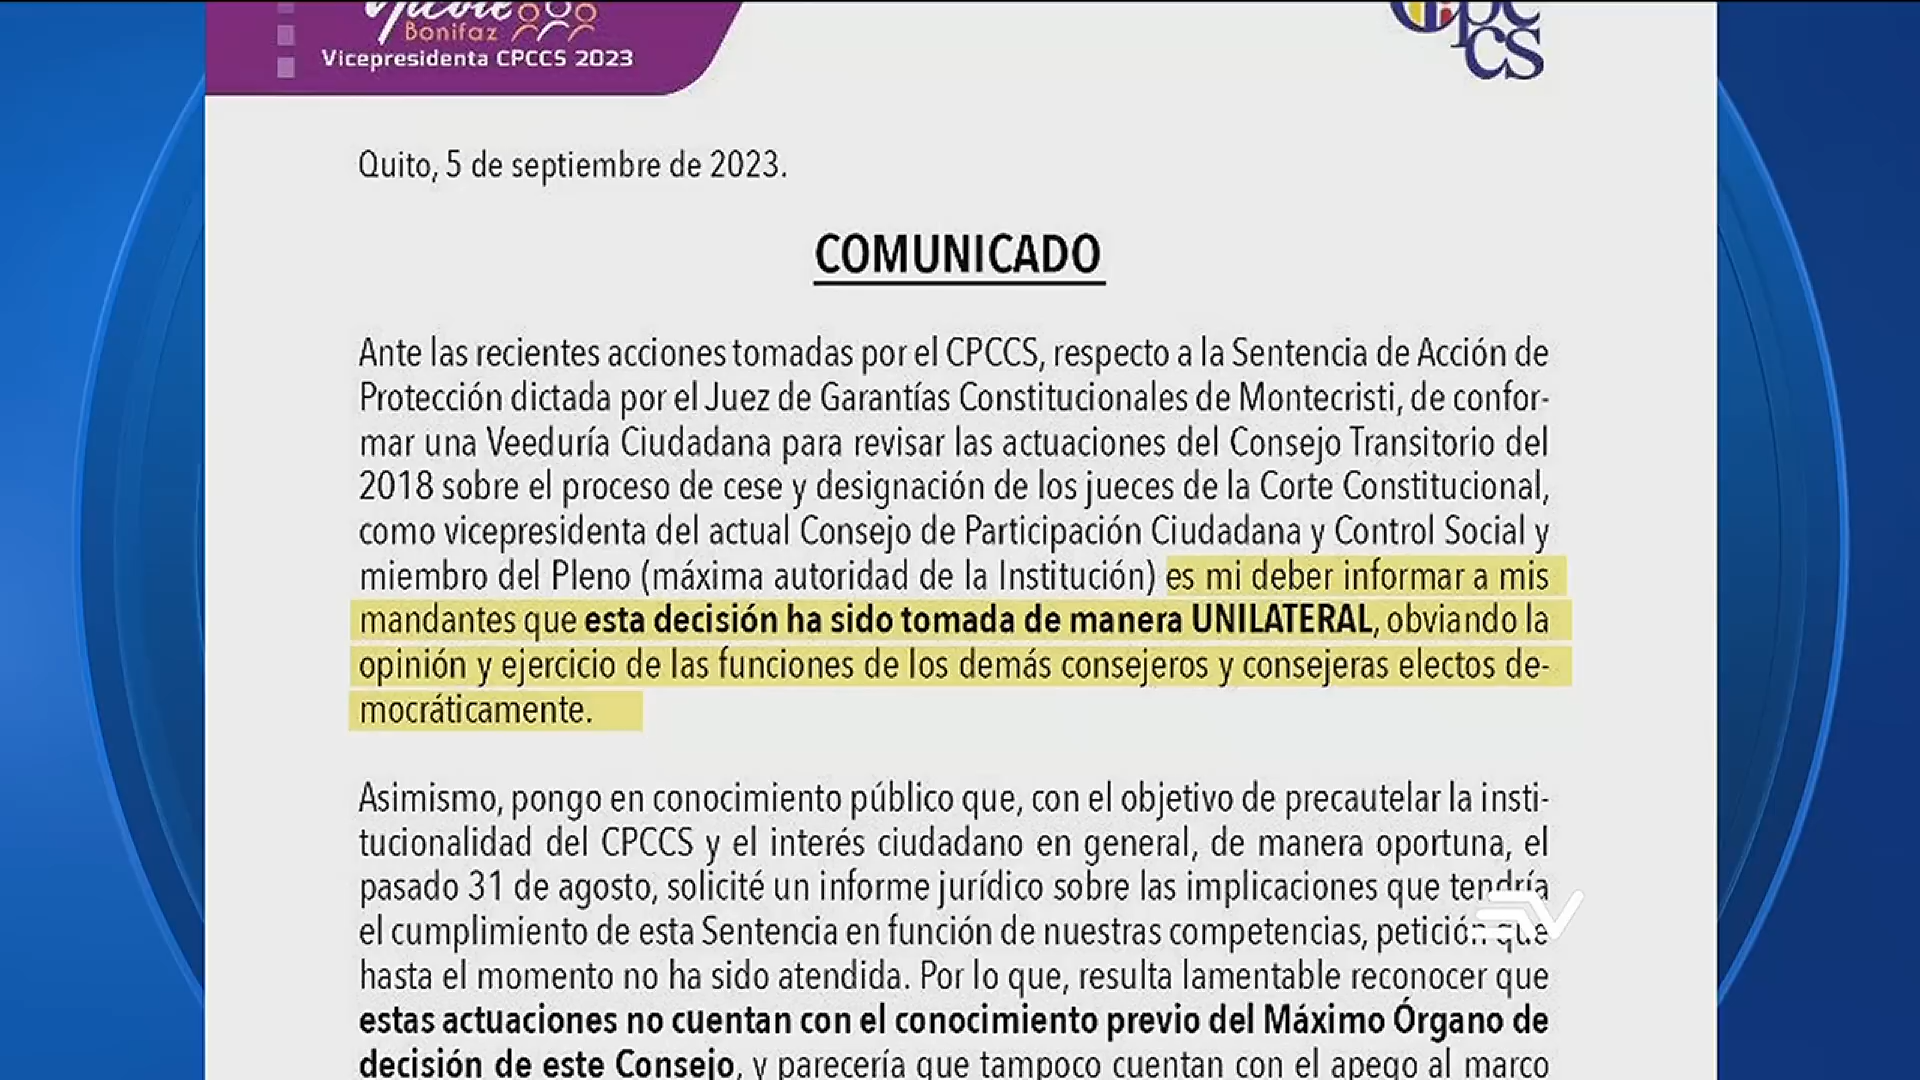 Nicole
Bonifaz
Vicepresidenta CPCCS 2023
cpc
cs
Quito, 5 de septiembre de 2023.
COMUNICADO
Ante las recientes acciones tomadas por el CPCCS, respecto a la Sentencia de Acción de
Protección dictada por el Juez de Garantías Constitucionales de Montecristi, de confor-
mar una Veeduría Ciudadana para revisar las actuaciones del Consejo Transitorio del
2018 sobre el proceso de cese y designación de los jueces de la Corte Constitucional,
como vicepresidenta del actual Consejo de Participación Ciudadana y Control Social y
miembro del Pleno (máxima autoridad de la Institución) es mi deber informar a mis
mandantes que esta decisión ha sido tomada de manera UNILATERAL, obviando la
opinión y ejercicio de las funciones de los demás consejeros y consejeras electos de-
mocráticamente.
Asimismo, pongo en conocimiento público que, con el objetivo de precautelar la insti-
tucionalidad del CPCCS y el interés ciudadano en general, de manera oportuna, el
pasado 31 de agosto, solicité un informe jurídico sobre las implicaciones que tendría
el cumplimiento de esta Sentencia en función de nuestras competencias, petición que
hasta el momento no ha sido atendida. Por lo que, resulta lamentable reconocer que
estas actuaciones no cuentan con el conocimiento previo del Máximo Órgano de
decisión de este Consejo, y parecería que tampoco cuentan con el apego al marco